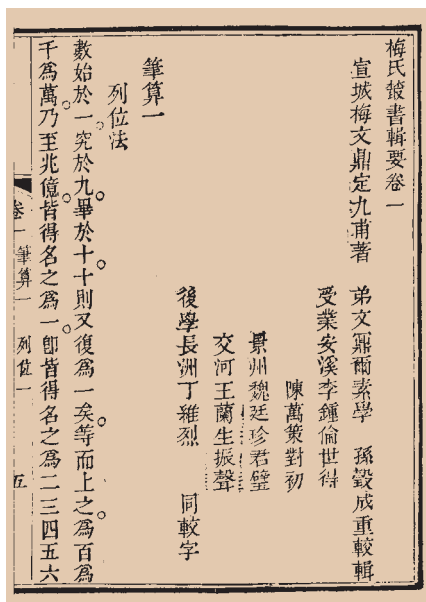 梅氏叢書輯要卷一
宣城梅文鼎定九甫著　弟文鼏爾素學　孫瑴成重較輯
受業安溪李鍾倫世得
陳萬策對初
景州魏廷珍君璧
交河王蘭生振聲
後學長洲丁維烈　同較字
筆算一
列位法
數始於一。究於九。畢於十。十則又復爲一矣。等而上之。爲百爲
千爲萬。乃至兆億。皆得名之爲一。卽皆得名之爲二三四五六
卷一　筆算一　列位一　五